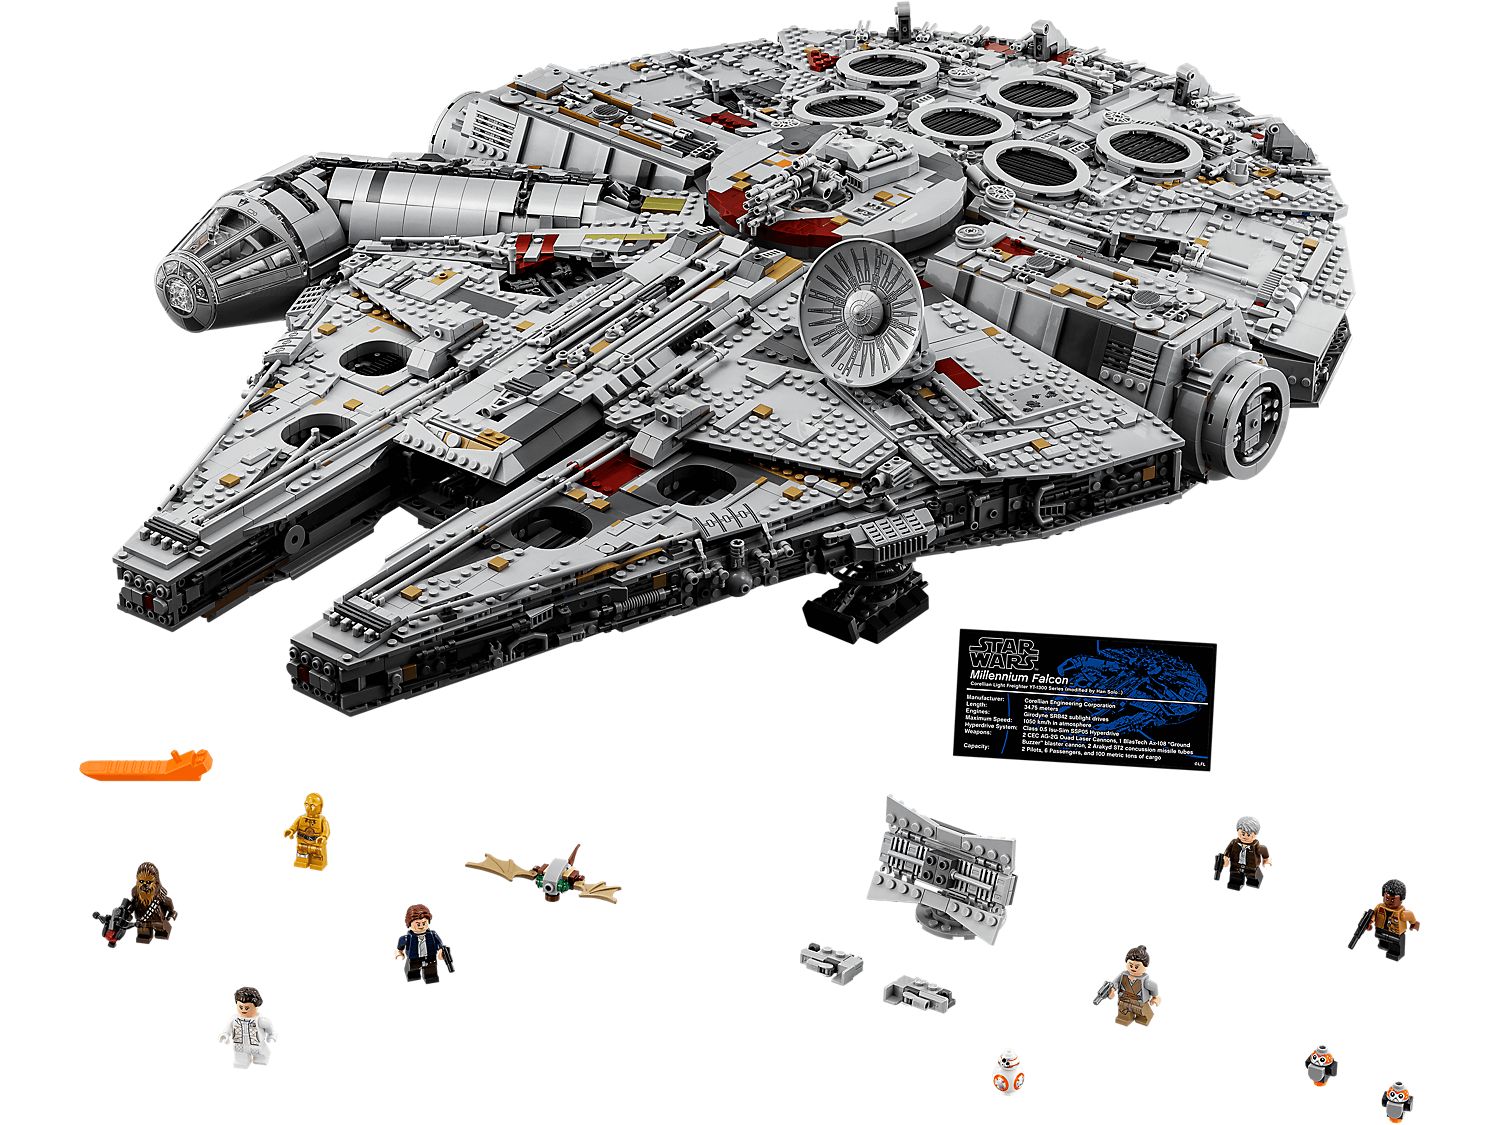 STAR
WARS
Millennium Falcon
Corellian Light Freighter YT-1300 Series (modified by Han Solo...)
Manufacturer: Corellian Engineering Corporation
Length: 34.75 meters
Engines: Girodyne SRB42 sublight drives
Maximum Speed: 1050 km/h in atmosphere
Hyperdrive System: Class 0.5 Isu-Sim SSP05 Hyperdrive
Weapons: 2 CEC AG-2G Quad Laser Cannons, 1 BlasTech Ax-108 "Ground
Buzzer" blaster cannon, 2 Arakyd ST2 concussion missile tubes
Capacity: 2 Pilots, 6 Passengers, and 100 metric tons of cargo
©LFL